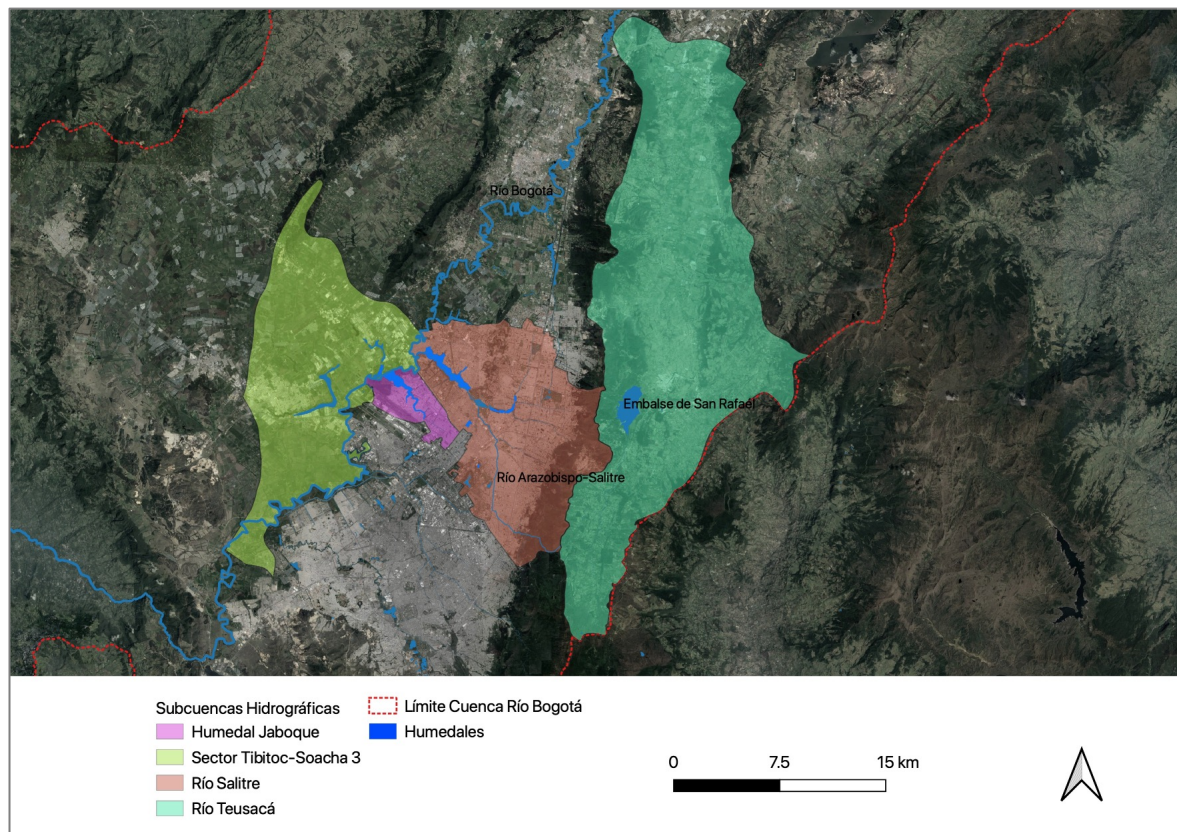 Río Bogotá
Embalse de San Rafael
Río Arazobispo-Salitre
Subcuencas Hidrográficas
Humedal Jaboque
Sector Tibitoc-Soacha 3
Río Salitre
Río Teusacá
Límite Cuenca Río Bogotá
Humedales
0 7.5 15 km